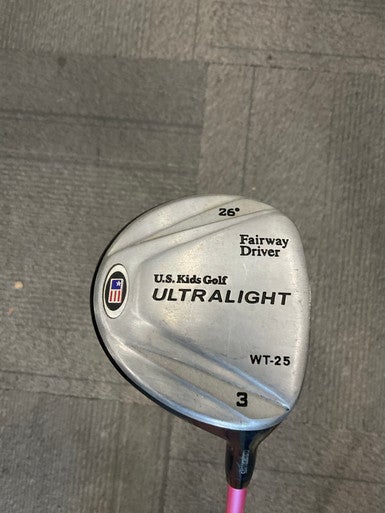 26°
Fairway
Driver
U.S. Kids Golf
ULTRALIGHT
WT-25
3